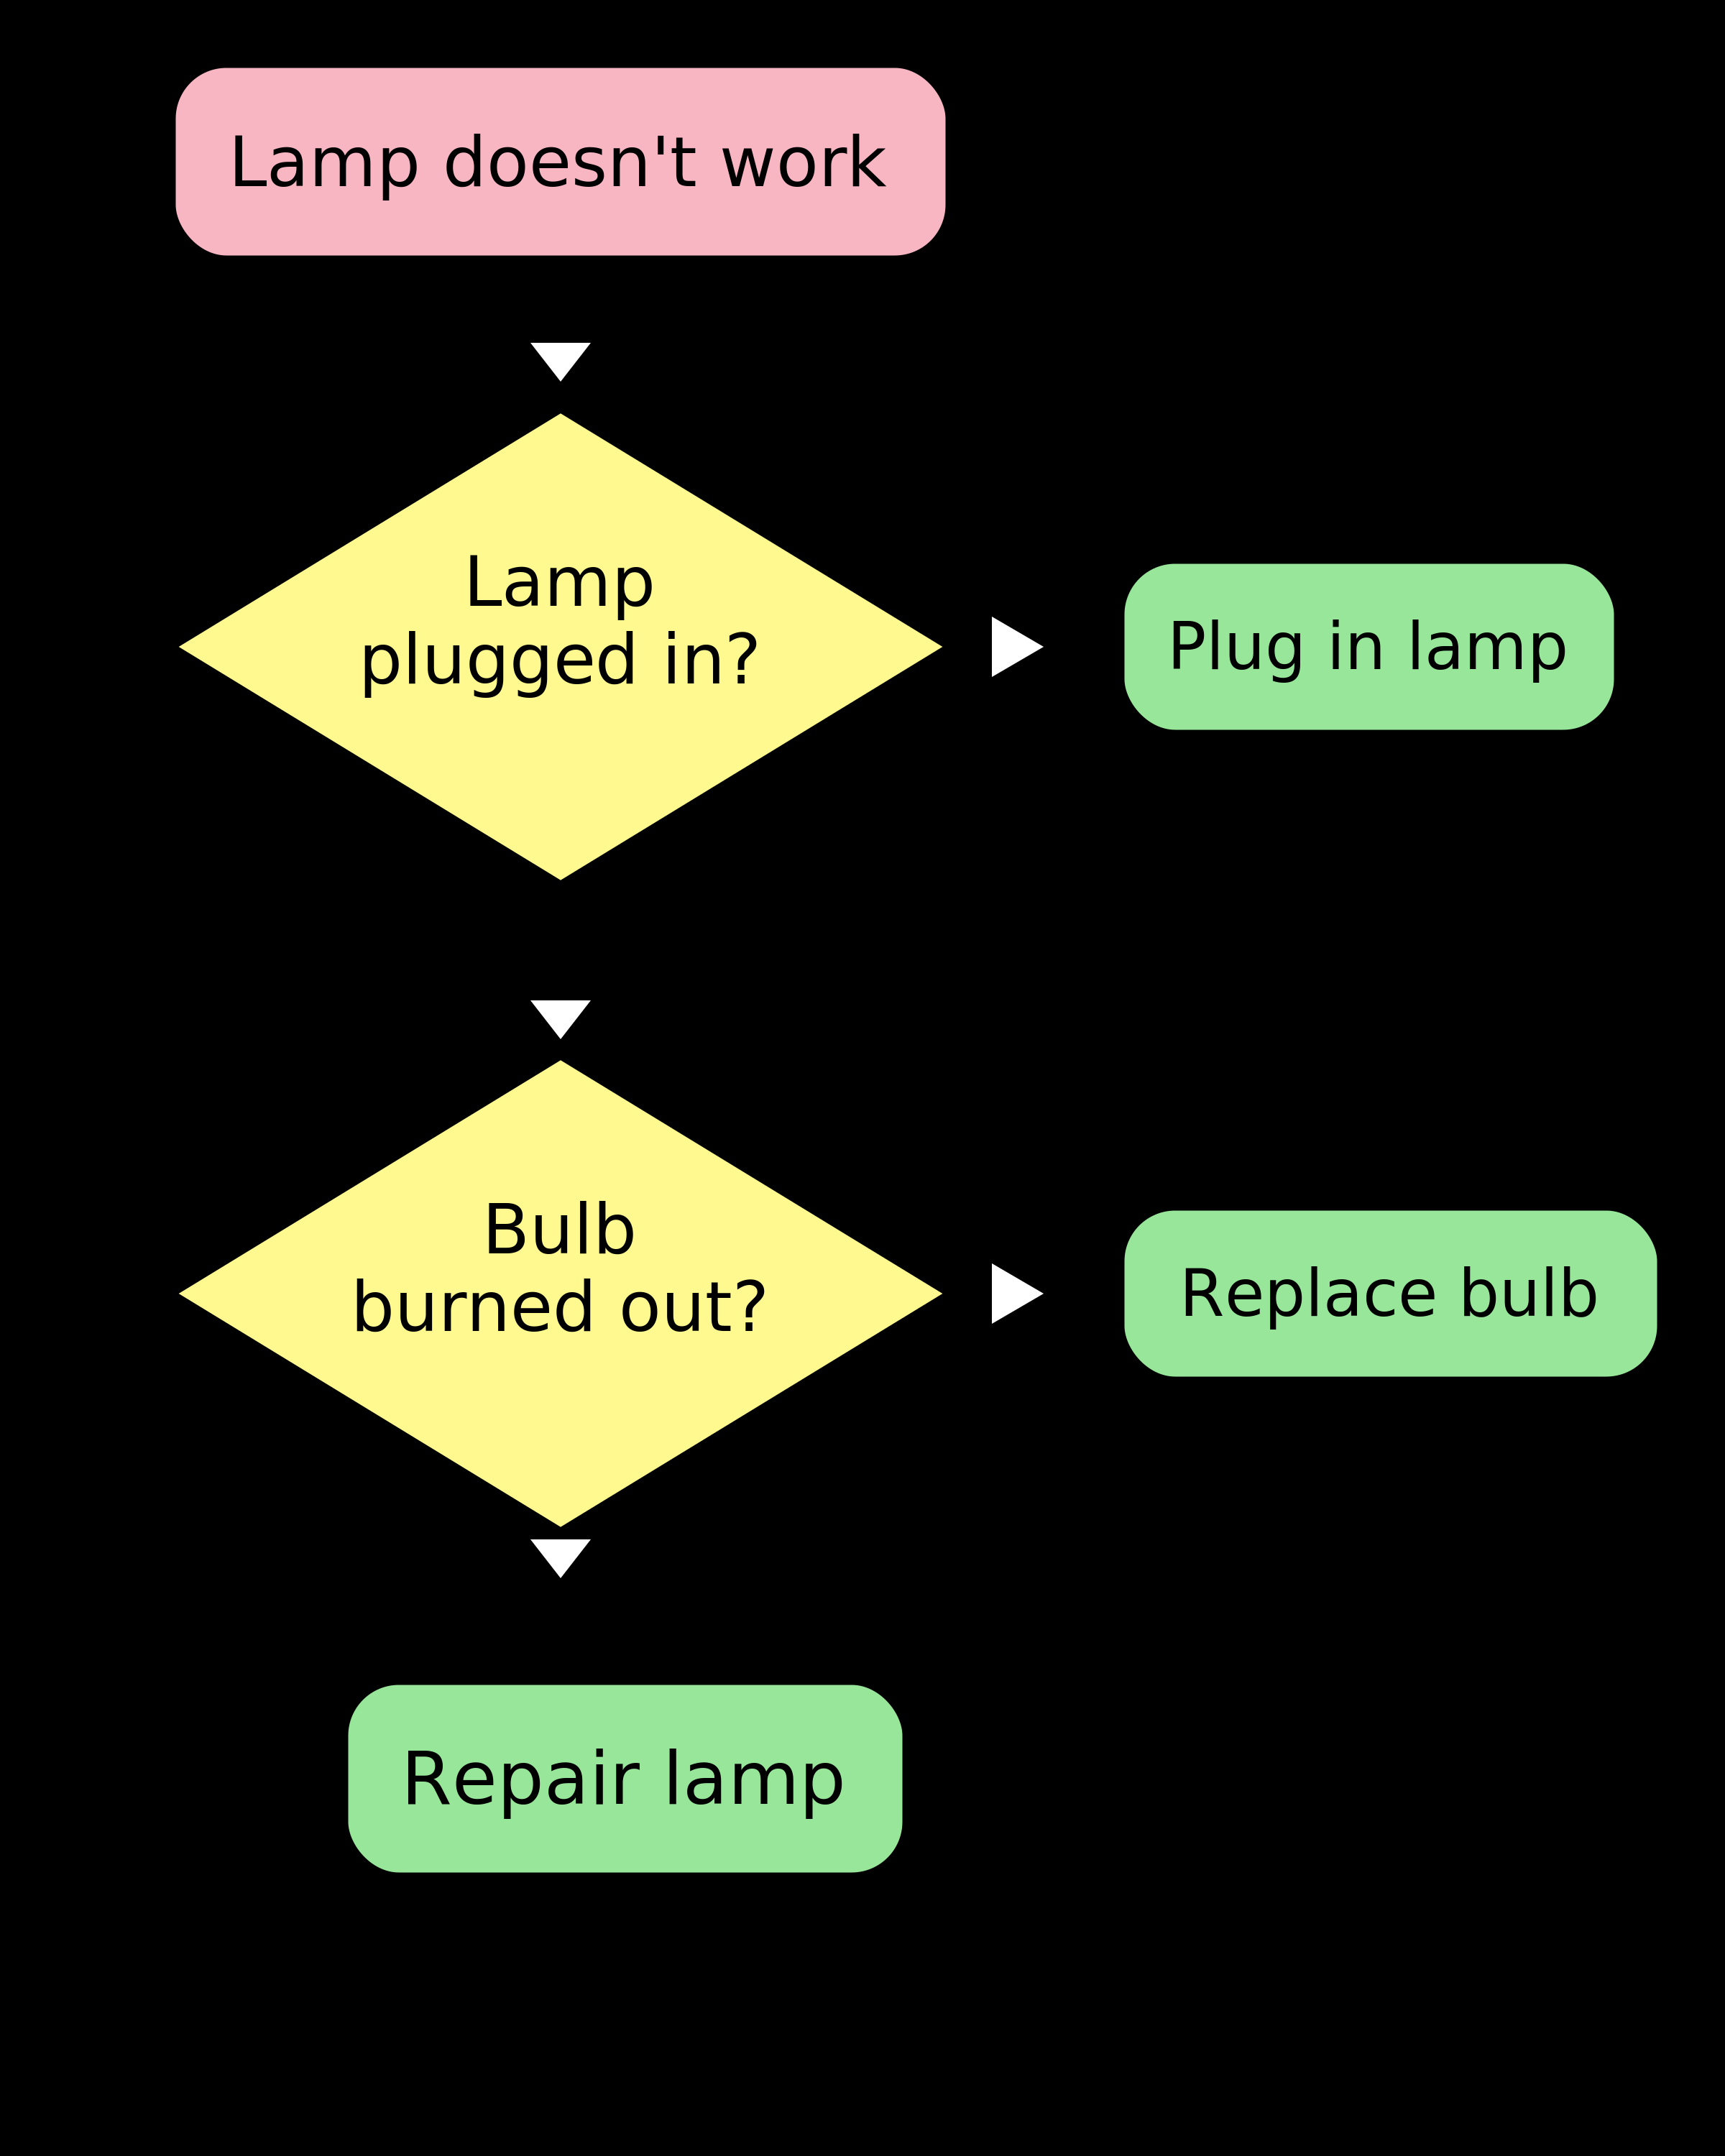 Lamp doesn't work
Lamp
plugged in?
Plug in lamp
Bulb
burned out?
Replace bulb
Repair lamp